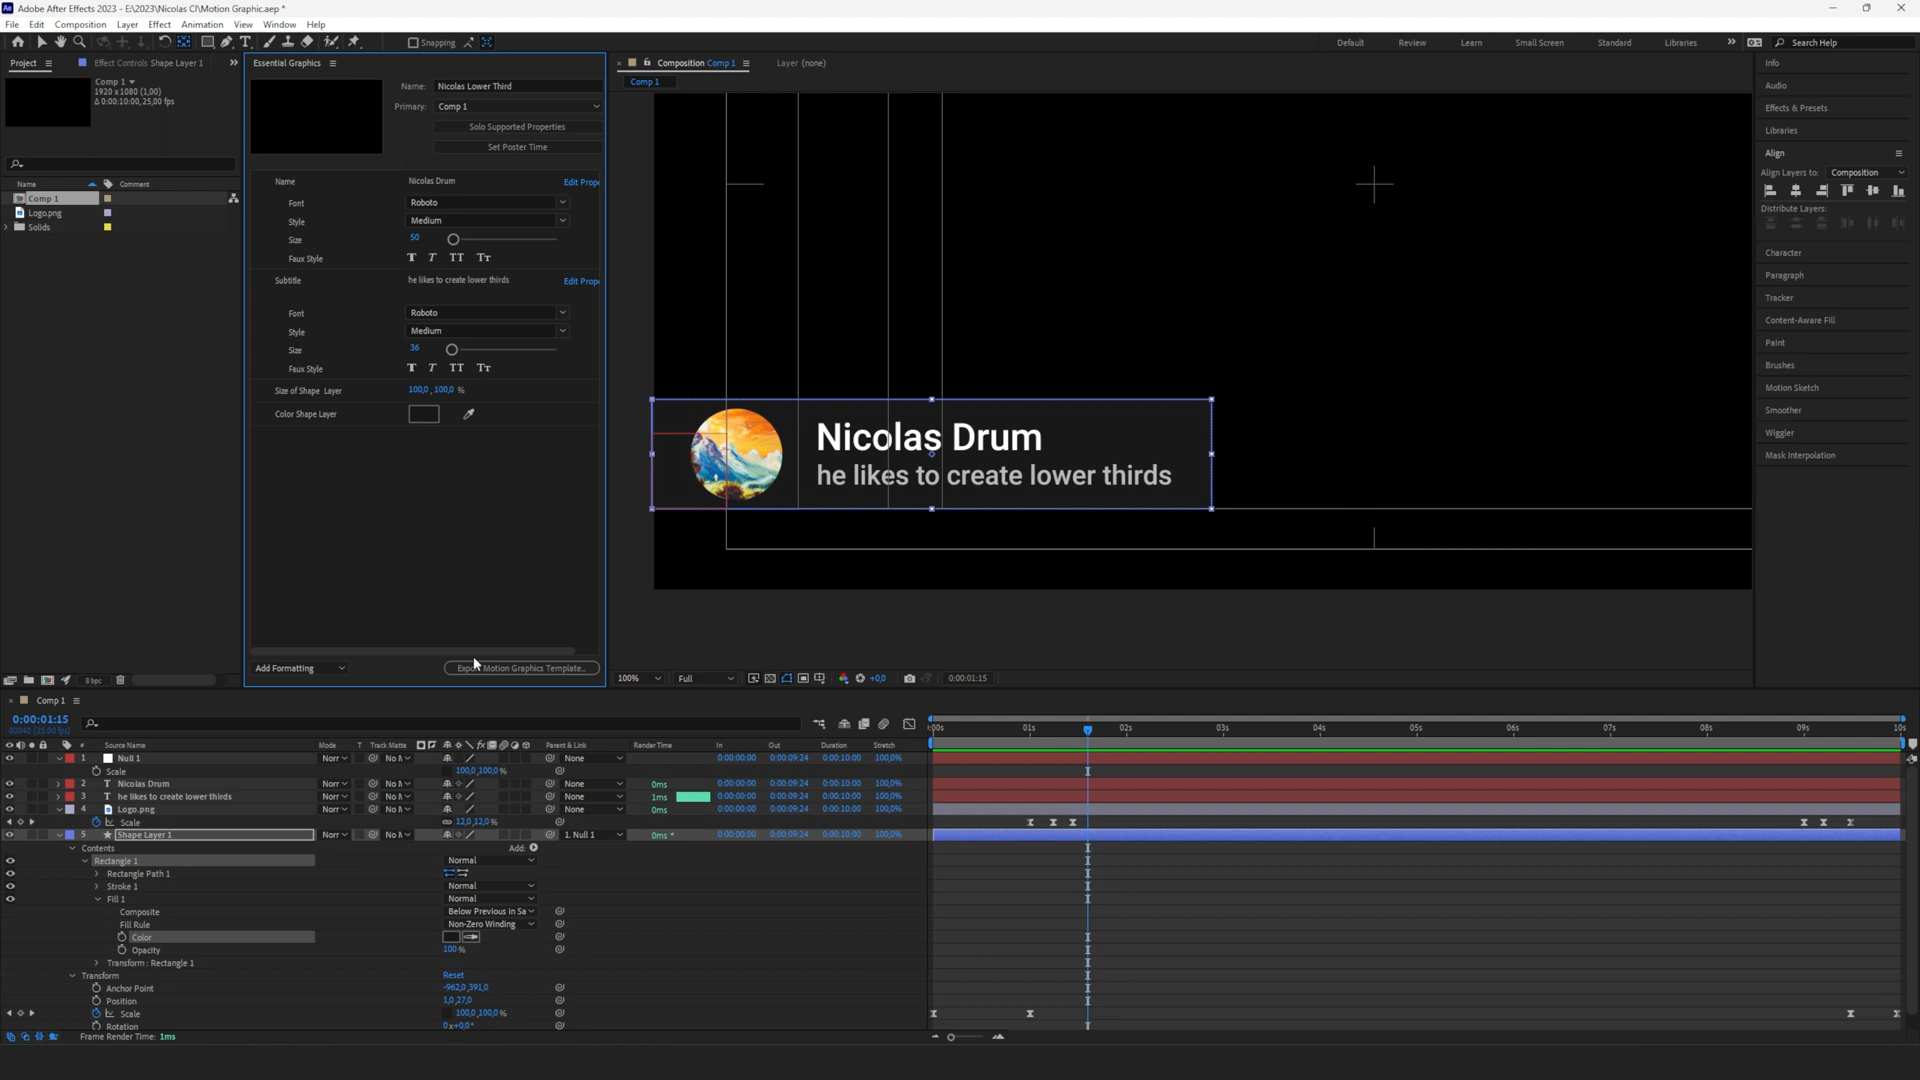 Adobe After Effects 2023 - E:\2023\Nicolas CI\Motion Graphic.aep *
File Edit Composition Layer Effect Animation View Window Help
Snapping
Default Review Learn Small Screen Standard Libraries Search Help
Project Effect Controls Shape Layer 1
Comp 1
1920 x1080 (1,00)
Δ 0:00:10:00, 25,00 fps
Name Comment
Comp 1
Logo.png
Solids
8 bpc
Essential Graphics
Name: Nicolas Lower Third
Primary: Comp 1
Solo Supported Properties
Set Poster Time
Name Nicolas Drum Edit Prope
Font Roboto
Style Medium
Size 50
Faux Style T T TT TT
Subtitle he likes to create lower thirds Edit Prope
Font Roboto
Style Medium
Size 36
Faux Style T T TT TT
Size of Shape Layer 100,0 , 100,0 %
Color Shape Layer
Add Formatting
Motion Graphics Template...
Composition Comp 1 Layer (none)
Comp 1
Nicolas Drum
he likes to create lower thirds
100% Full +0,0 0:00:01:15
Info
Audio
Effects & Presets
Libraries
Align
Align Layers to: Composition
Distribute Layers:
Character
Paragraph
Tracker
Content-Aware Fill
Paint
Brushes
Motion Sketch
Smoother
Wiggler
Mask Interpolation
Comp 1
0:00:01:15
00040 (25.00 fps)
:00s 01s 02s 03s 04s 05s 06s 07s 08s 09s 10s
# Source Name Mode T Track Matte Parent & Link Render Time In Out Duration Stretch
1 Null 1 Norr No M None 0:00:00:00 0:00:09:24 0:00:10:00 100,0%
Scale 100,0,100,0 %
2 T Nicolas Drum Norr No M None 0ms 0:00:00:00 0:00:09:24 0:00:10:00 100,0%
3 T he likes to create lower thirds Norr No M None 1ms 0:00:00:00 0:00:09:24 0:00:10:00 100,0%
4 Logo.png Norr No M None 0ms 0:00:00:00 0:00:09:24 0:00:10:00 100,0%
Scale 12,0,12,0 %
5 Shape Layer 1 Norr No M 1. Null 1 0ms * 0:00:00:00 0:00:09:24 0:00:10:00 100,0%
Contents Add:
Rectangle 1 Normal
Rectangle Path 1
Stroke 1 Normal
Fill 1 Normal
Composite Below Previous in Sa
Fill Rule Non-Zero Winding
Color
Opacity 100 %
Transform : Rectangle 1
Transform Reset
Anchor Point -962,0,391,0
Position 1,0,27,0
Scale 100,0,100,0 %
Rotation 0 x+0,0 °
Frame Render Time: 1ms